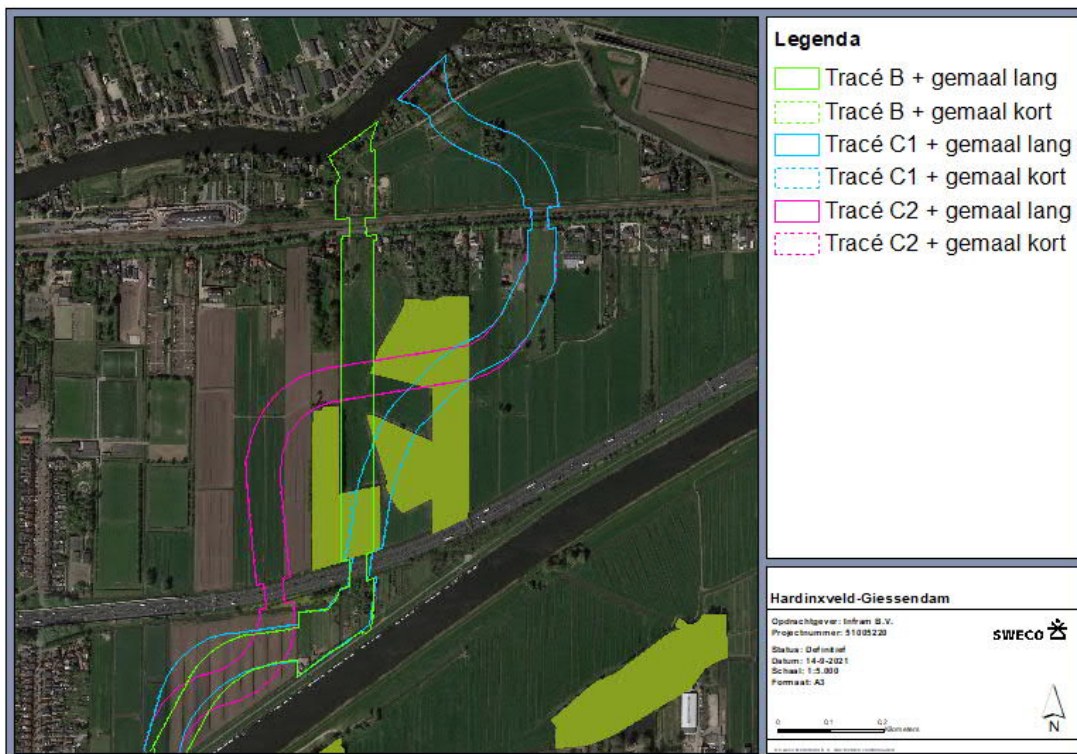 Legenda
Tracé B + gemaal lang
Tracé B + gemaal kort
Tracé C1 + gemaal lang
Tracé C1 + gemaal kort
Tracé C2 + gemaal lang
Tracé C2 + gemaal kort
Hardinxveld-Giessendam
Opdrachtgever: Infram B.V.
Projectnummer: 51005220
SWECO
Status: Definitief
Datum: 14-9-2021
Schaal: 1:5.000
Formaat: A3
0 0,1 0,2
Kilometers
N